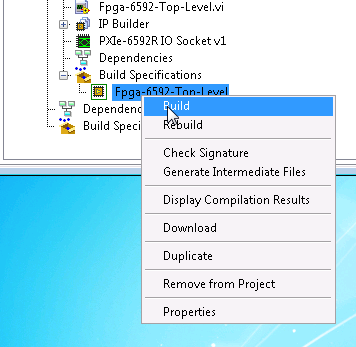 Fpga-6592-Top-Level.vi
IP Builder
PXIe-6592R IO Socket v1
Dependencies
Build Specifications
Fpga-6592-Top-Level
Dependen
Build Speci
Build
Rebuild
Check Signature
Generate Intermediate Files
Display Compilation Results
Download
Duplicate
Remove from Project
Properties